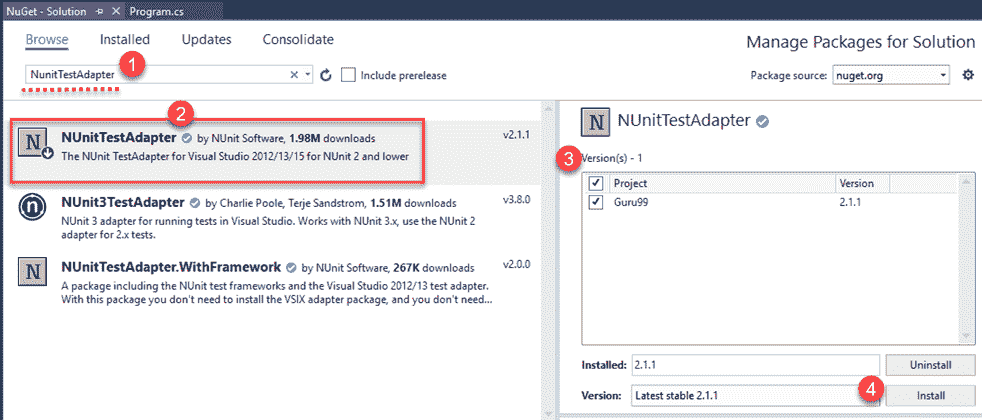 NuGet - Solution Program.cs
Browse Installed Updates Consolidate
Manage Packages for Solution
1
NunitTestAdapter
Include prerelease
Package source: nuget.org
2
N NUnitTestAdapter by NUnit Software, 1.98M downloads v2.1.1
The NUnit TestAdapter for Visual Studio 2012/13/15 for NUnit 2 and lower
n NUnit3TestAdapter by Charlie Poole, Terje Sandstrom, 1.51M downloads v3.8.0
NUnit 3 adapter for running tests in Visual Studio. Works with NUnit 3.x, use the NUnit 2
adapter for 2.x tests.
N NUnitTestAdapter.WithFramework by NUnit Software, 267K downloads v2.0.0
A package including the NUnit test frameworks and the Visual Studio 2012/13 test adapter.
With this package you don't need to install the VSIX adapter package, and you don't need...
N NUnitTestAdapter
3 Version(s) - 1
Project Version
Guru99 2.1.1
Installed: 2.1.1 Uninstall
Version: Latest stable 2.1.1 4 Install